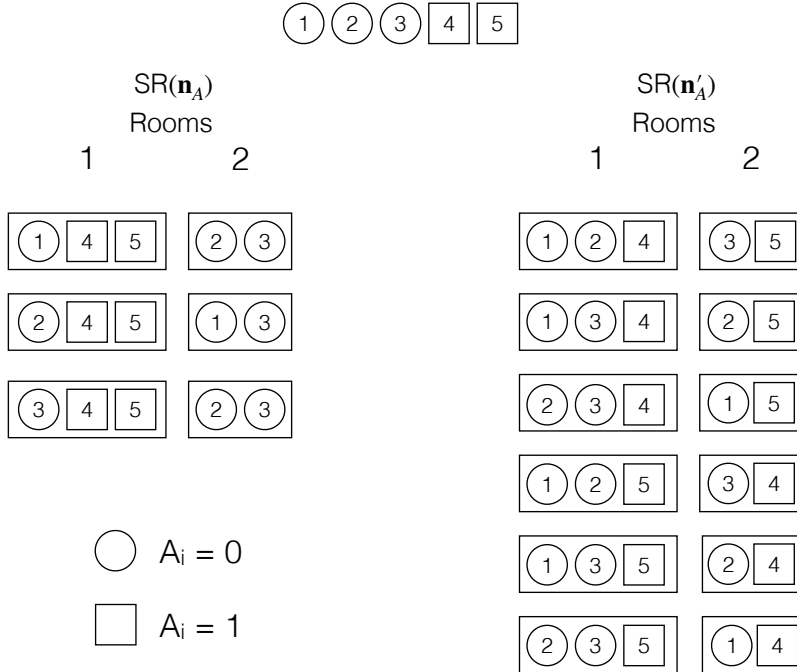 1 2 3 4 5
SR(n_A) SR(n′_A)
Rooms Rooms
1 2 1 2
1 4 5 2 3 1 2 4 3 5
2 4 5 1 3 1 3 4 2 5
3 4 5 2 3 2 3 4 1 5
1 2 5 3 4
A_i = 0 1 3 5 2 4
A_i = 1 2 3 5 1 4